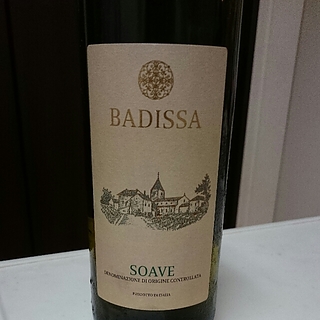 BADISSA
SOAVE
DENOMINAZIONE DI ORIGINE CONTROLLATA